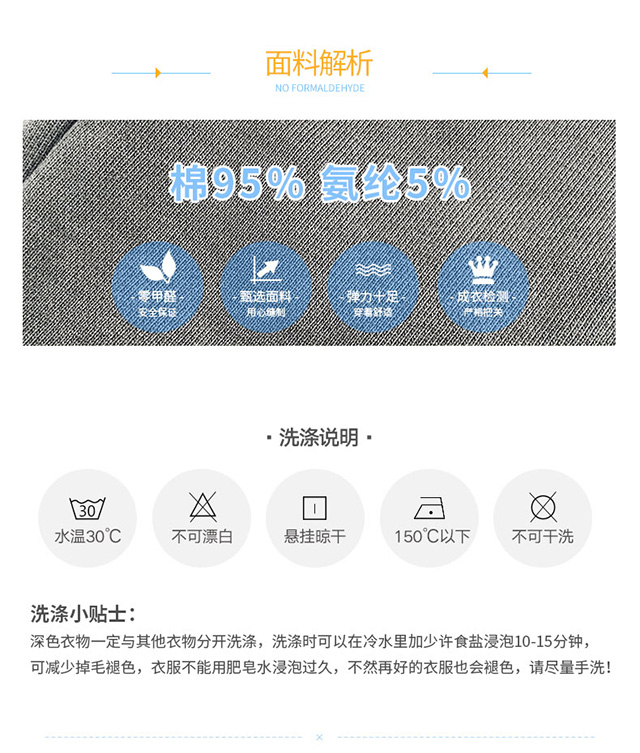 面料解析
NO FORMALDEHYDE
棉95% 氨纶5%
零甲醛
安全保证
甄选面料
用心缝制
弹力十足
穿着舒适
成衣检测
严格把关
·洗涤说明·
30
水温30℃
不可漂白
悬挂晾干
150℃以下
不可干洗
洗涤小贴士：
深色衣物一定与其他衣物分开洗涤，洗涤时可以在冷水里加少许食盐浸泡10-15分钟，
可减少掉毛褪色，衣服不能用肥皂水浸泡过久，不然再好的衣服也会褪色，请尽量手洗！